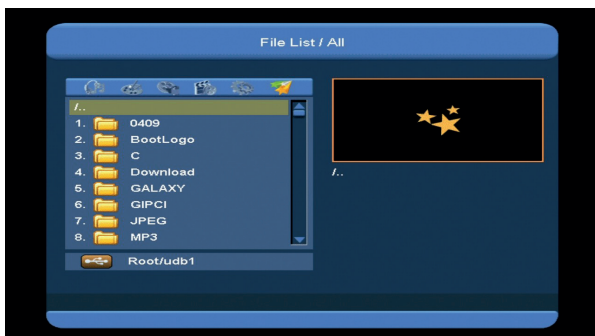 File List / All
/..
1. 0409
2. BootLogo
3. C
4. Download
5. GALAXY
6. GIPCI
7. JPEG
8. MP3
Root/udb1
/..